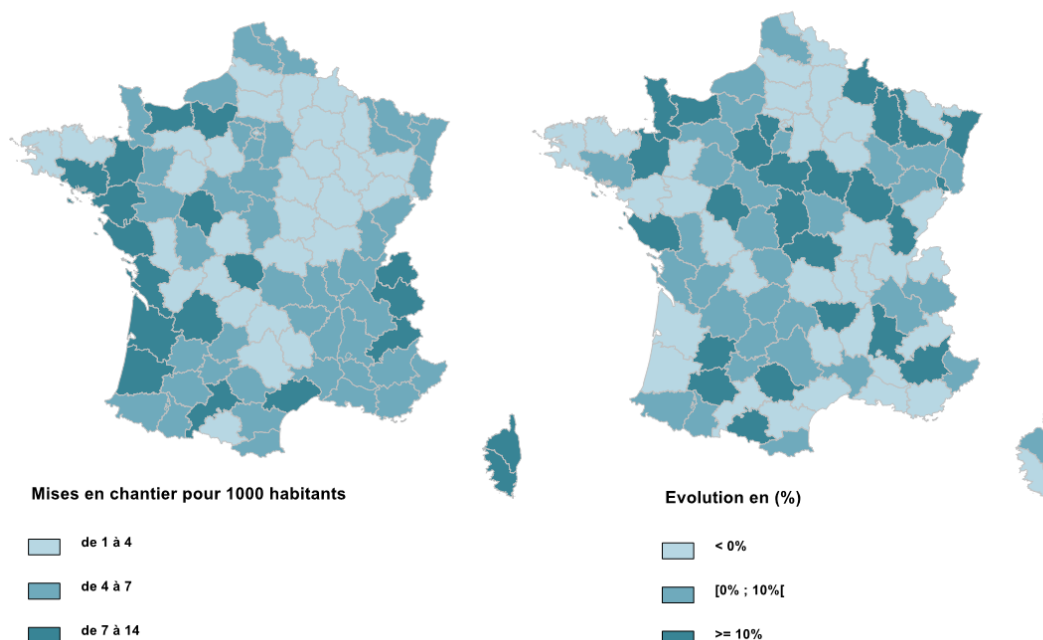 Mises en chantier pour 1000 habitants
de 1 à 4
de 4 à 7
de 7 à 14
Evolution en (%)
< 0%
[0% ; 10%[
>= 10%